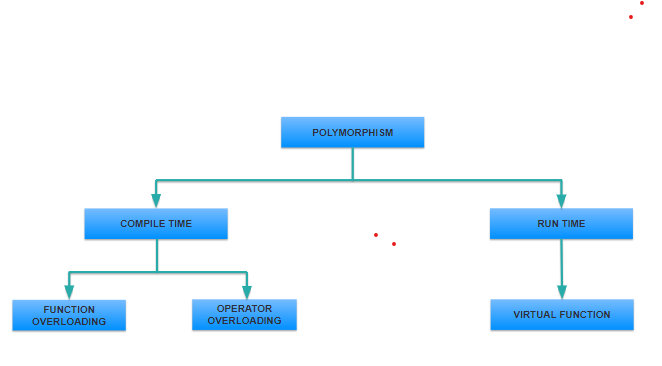 POLYMORPHISM
COMPILE TIME
RUN TIME
FUNCTION
OVERLOADING
OPERATOR
OVERLOADING
VIRTUAL FUNCTION